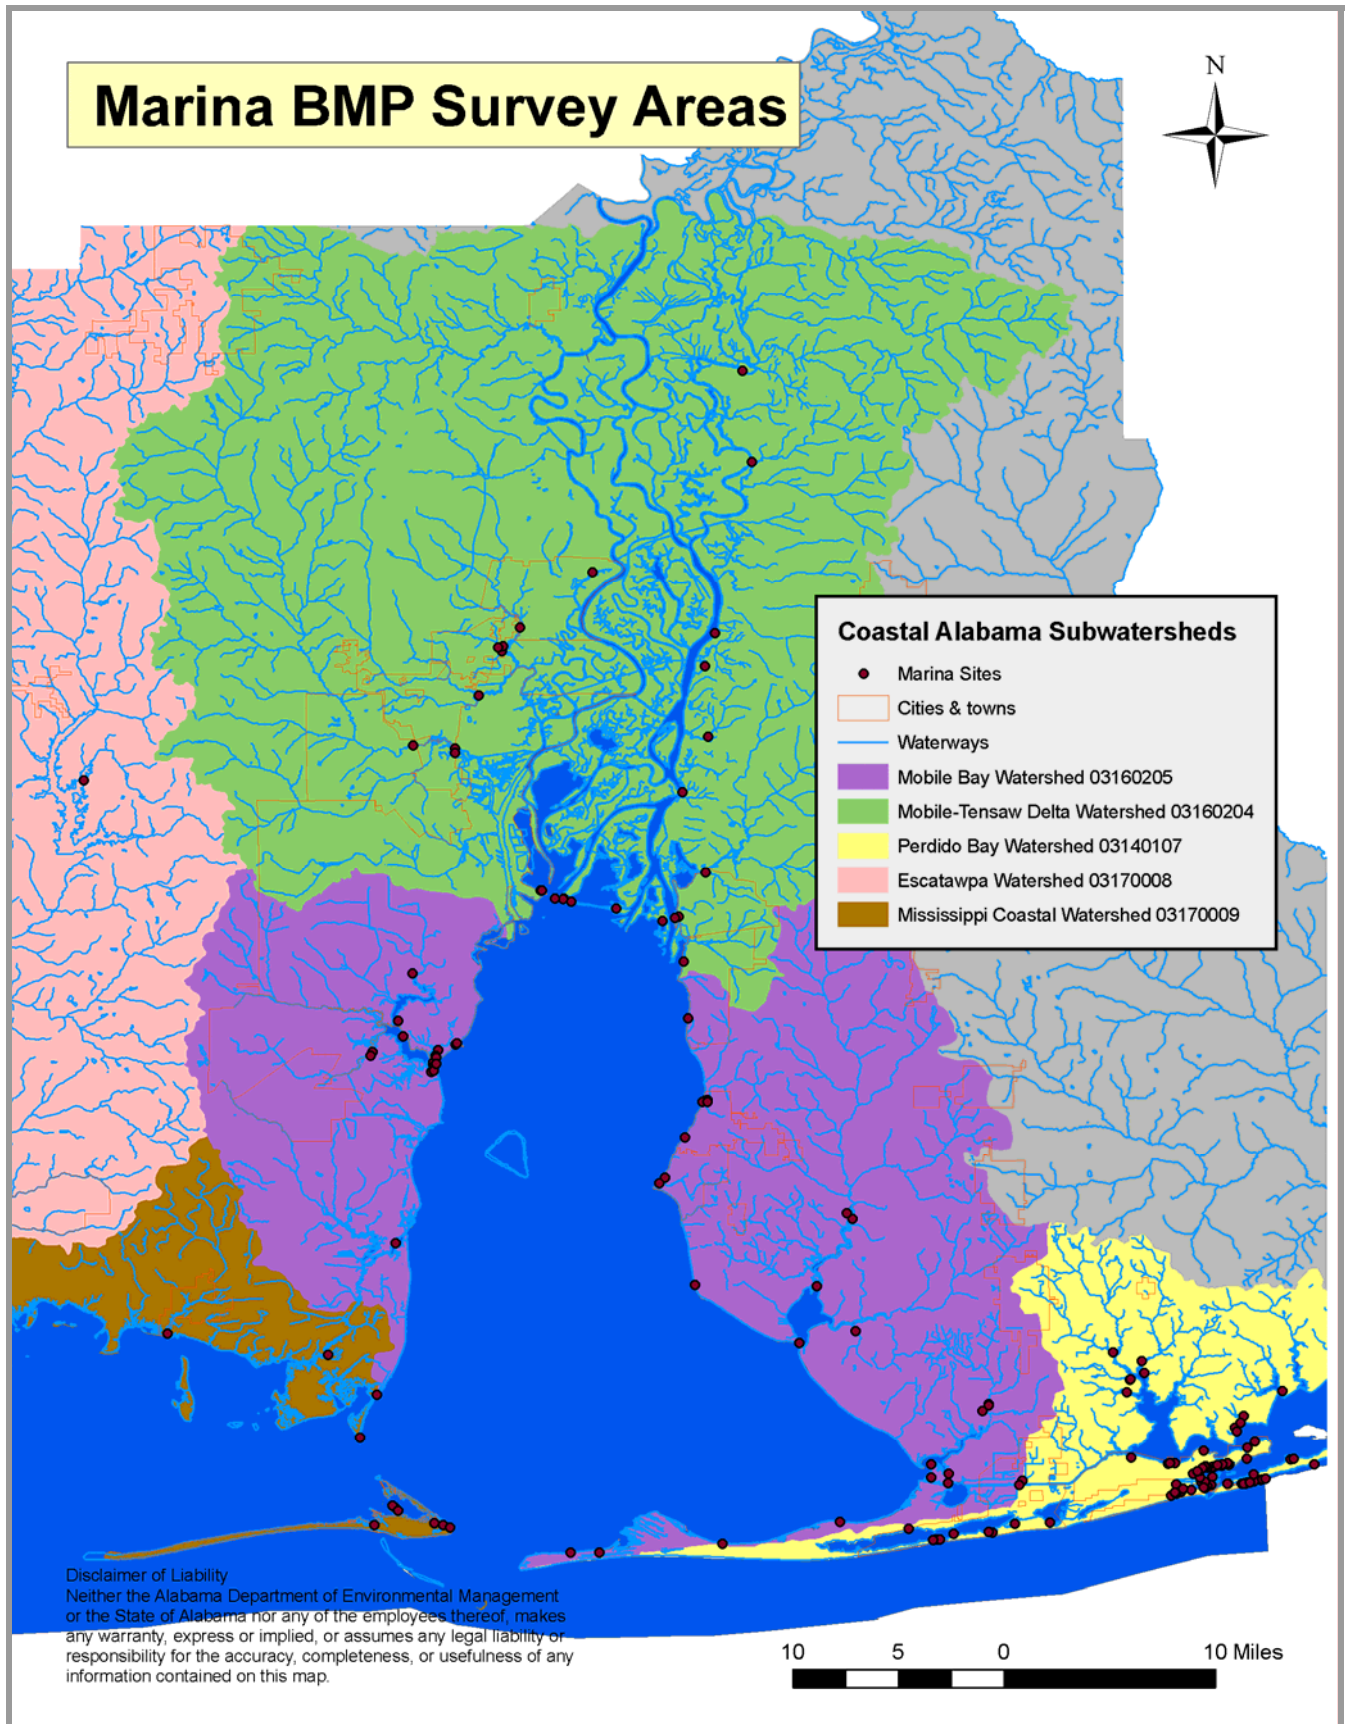 Marina BMP Survey Areas
N
Coastal Alabama Subwatersheds
Marina Sites
Cities & towns
Waterways
Mobile Bay Watershed 03160205
Mobile-Tensaw Delta Watershed 03160204
Perdido Bay Watershed 03140107
Escatawpa Watershed 03170008
Mississippi Coastal Watershed 03170009
Disclaimer of Liability
Neither the Alabama Department of Environmental Management
or the State of Alabama nor any of the employees thereof, makes
any warranty, express or implied, or assumes any legal liability or
responsibility for the accuracy, completeness, or usefulness of any
information contained on this map.
10 5 0 10 Miles